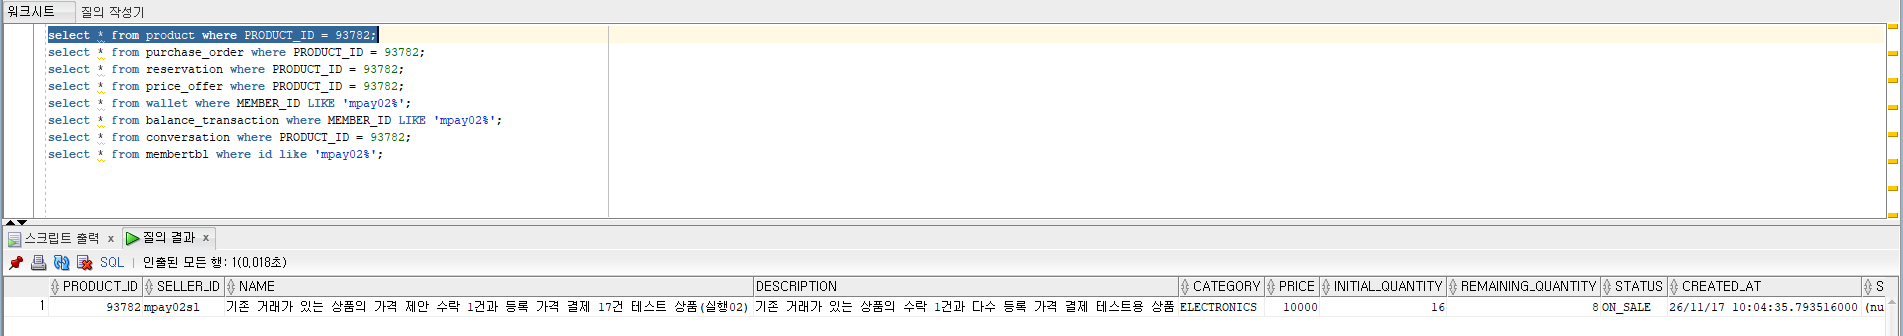 워크시트 질의 작성기
select * from product where PRODUCT_ID = 93782;
select * from purchase_order where PRODUCT_ID = 93782;
select * from reservation where PRODUCT_ID = 93782;
select * from price_offer where PRODUCT_ID = 93782;
select * from wallet where MEMBER_ID LIKE 'mpay02%';
select * from balance_transaction where MEMBER_ID LIKE 'mpay02%';
select * from conversation where PRODUCT_ID = 93782;
select * from membertbl where id like 'mpay02%';
스크립트 출력 x 질의 결과 x
SQL | 인출된 모든 행: 1(0,018초)
PRODUCT_ID SELLER_ID NAME DESCRIPTION CATEGORY PRICE INITIAL_QUANTITY REMAINING_QUANTITY STATUS CREATED_AT S
1 93782 mpay02sl 기존 거래가 있는 상품의 가격 제안 수락 1건과 등록 가격 결제 17건 테스트 상품(실행02) 기존 거래가 있는 상품의 수락 1건과 다수 등록 가격 결제 테스트용 상품 ELECTRONICS 10000 16 8 ON_SALE 26/11/17 10:04:35.793516000 (nu